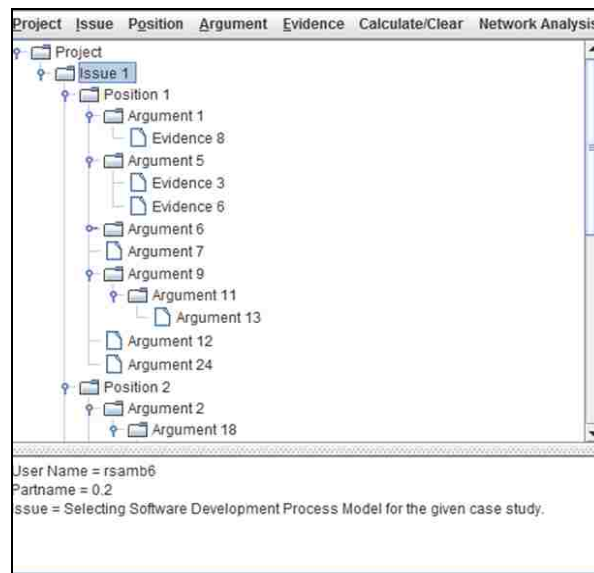 Project Issue Position Argument Evidence Calculate/Clear Network Analysis
Project
Issue 1
Position 1
Argument 1
Evidence 8
Argument 5
Evidence 3
Evidence 6
Argument 6
Argument 7
Argument 9
Argument 11
Argument 13
Argument 12
Argument 24
Position 2
Argument 2
Argument 18
User Name = rsamb6
Partname = 0.2
Issue = Selecting Software Development Process Model for the given case study.